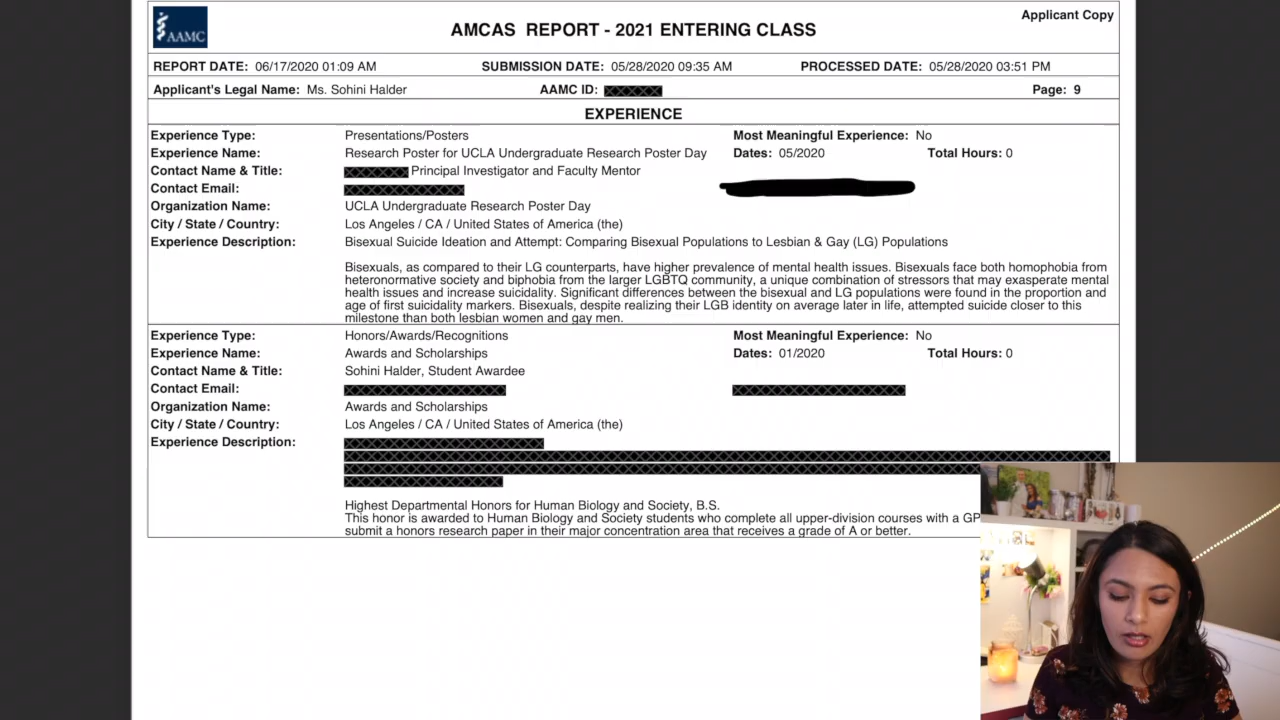 AAMC
AMCAS REPORT - 2021 ENTERING CLASS
Applicant Copy
REPORT DATE: 06/17/2020 01:09 AM SUBMISSION DATE: 05/28/2020 09:35 AM PROCESSED DATE: 05/28/2020 03:51 PM
Applicant's Legal Name: Ms. Sohini Halder AAMC ID: Page: 9
EXPERIENCE
Experience Type: Presentations/Posters Most Meaningful Experience: No
Experience Name: Research Poster for UCLA Undergraduate Research Poster Day Dates: 05/2020 Total Hours: 0
Contact Name & Title: Principal Investigator and Faculty Mentor
Contact Email:
Organization Name: UCLA Undergraduate Research Poster Day
City / State / Country: Los Angeles / CA / United States of America (the)
Experience Description: Bisexual Suicide Ideation and Attempt: Comparing Bisexual Populations to Lesbian & Gay (LG) Populations
Bisexuals, as compared to their LG counterparts, have higher prevalence of mental health issues. Bisexuals face both homophobia from
heteronormative society and biphobia from the larger LGBTQ community, a unique combination of stressors that may exasperate mental
health issues and increase suicidality. Significant differences between the bisexual and LG populations were found in the proportion and
age of first suicidality markers. Bisexuals, despite realizing their LGB identity on average later in life, attempted suicide closer to this
milestone than both lesbian women and gay men.
Experience Type: Honors/Awards/Recognitions Most Meaningful Experience: No
Experience Name: Awards and Scholarships Dates: 01/2020 Total Hours: 0
Contact Name & Title: Sohini Halder, Student Awardee
Contact Email:
Organization Name: Awards and Scholarships
City / State / Country: Los Angeles / CA / United States of America (the)
Experience Description:
Highest Departmental Honors for Human Biology and Society, B.S.
This honor is awarded to Human Biology and Society students who complete all upper-division courses with a GP
submit a honors research paper in their major concentration area that receives a grade of A or better.